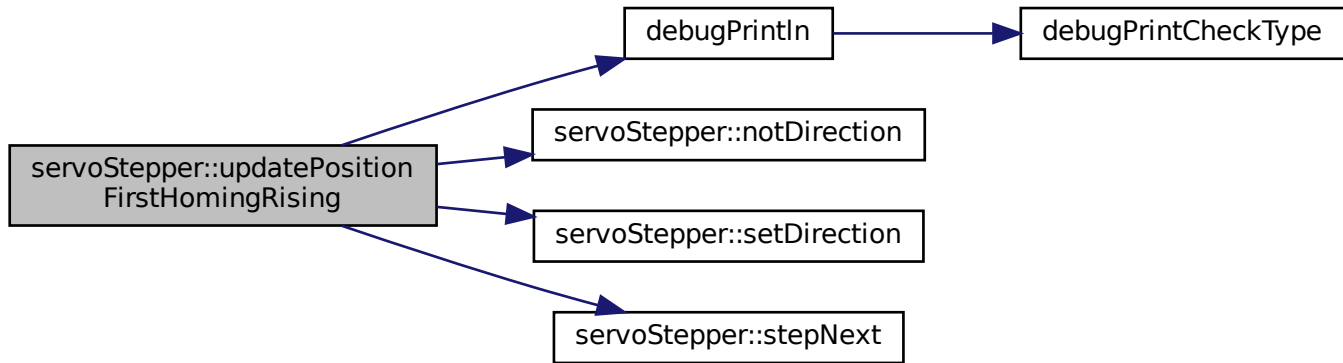 debugPrintln
debugPrintCheckType
servoStepper::notDirection
servoStepper::updatePosition
FirstHomingRising
servoStepper::setDirection
servoStepper::stepNext